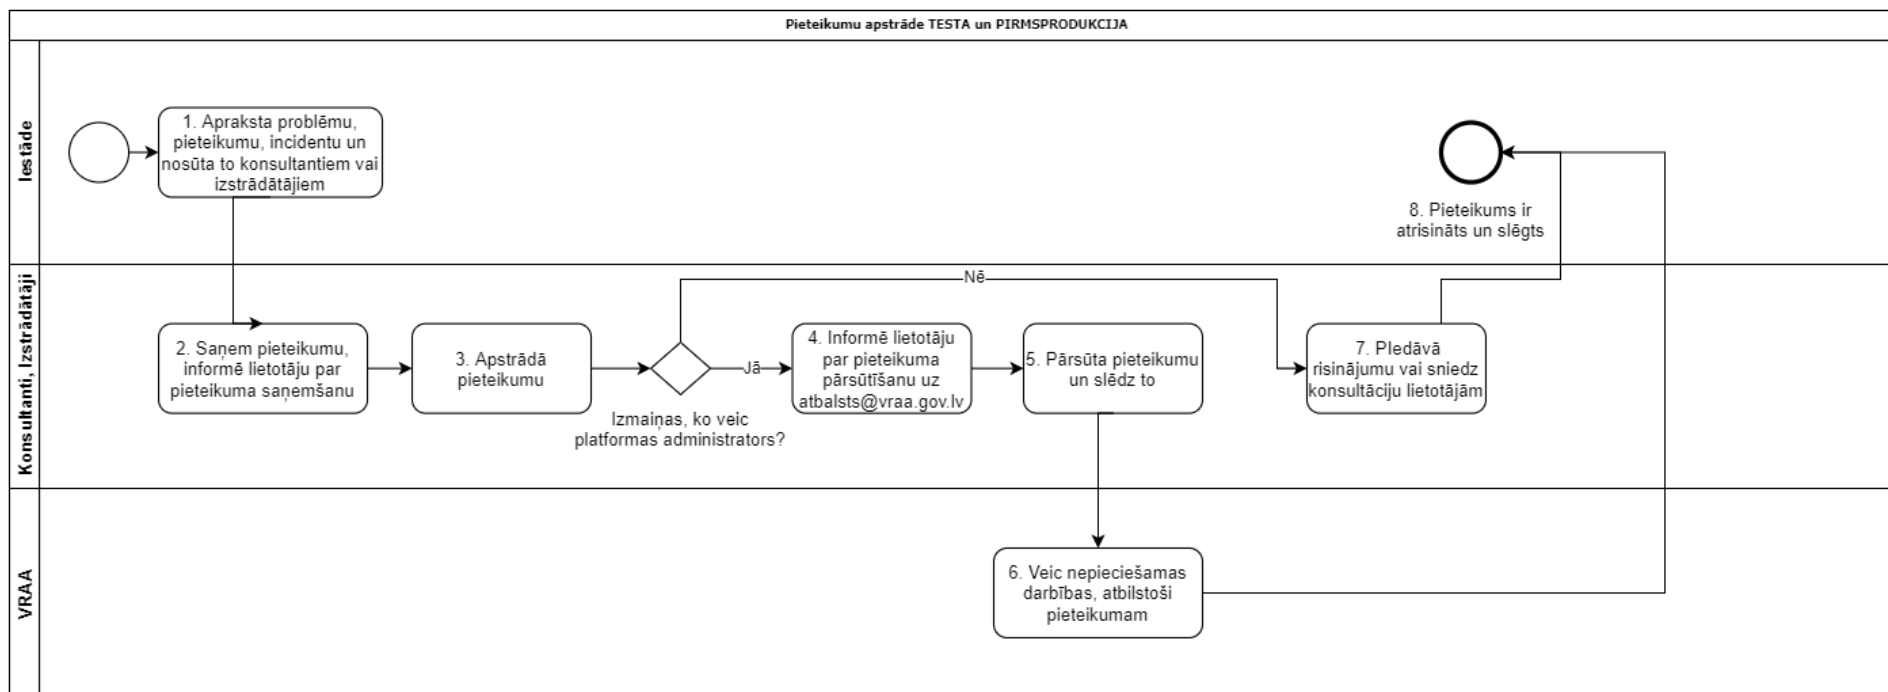 Pieteikumu apstrāde TESTA un PIRMSPRODUKCIJA
Iestāde
1. Apraksta problēmu,
pieteikumu, incidentu un
nosūta to konsultantiem vai
izstrādātājiem
8. Pieteikums ir
atrisināts un slēgts
Konsultanti, Izstrādātāji
Nē
2. Saņem pieteikumu,
informē lietotāju par
pieteikuma saņemšanu
3. Apstrādā
pieteikumu
Izmaiņas, ko veic
platformas administrators?
Jā
4. Informē lietotāju
par pieteikuma
pārsūtīšanu uz
atbalsts@vraa.gov.lv
5. Pārsūta pieteikumu
un slēdz to
7. Pledāvā
risinājumu vai sniedz
konsultāciju lietotājām
VRAA
6. Veic nepieciešamas
darbības, atbilstoši
pieteikumam